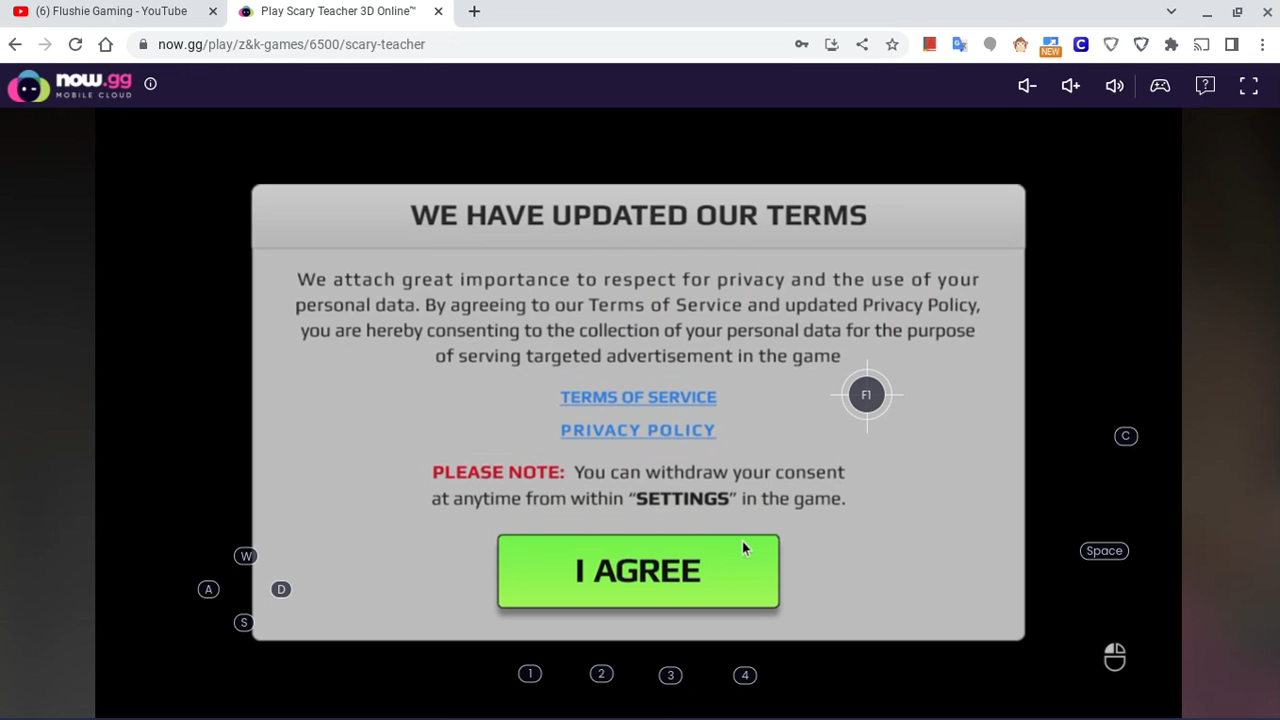 (6) Flushie Gaming - YouTube
Play Scary Teacher 3D Online™
now.gg/play/z&k-games/6500/scary-teacher
NEW
now.gg
MOBILE CLOUD
WE HAVE UPDATED OUR TERMS
We attach great importance to respect for privacy and the use of your
personal data. By agreeing to our Terms of Service and updated Privacy Policy,
you are hereby consenting to the collection of your personal data for the purpose
of serving targeted advertisement in the game
TERMS OF SERVICE
F1
PRIVACY POLICY
C
PLEASE NOTE: You can withdraw your consent
at anytime from within “SETTINGS” in the game.
I AGREE
W
Space
A
D
S
1
2
3
4